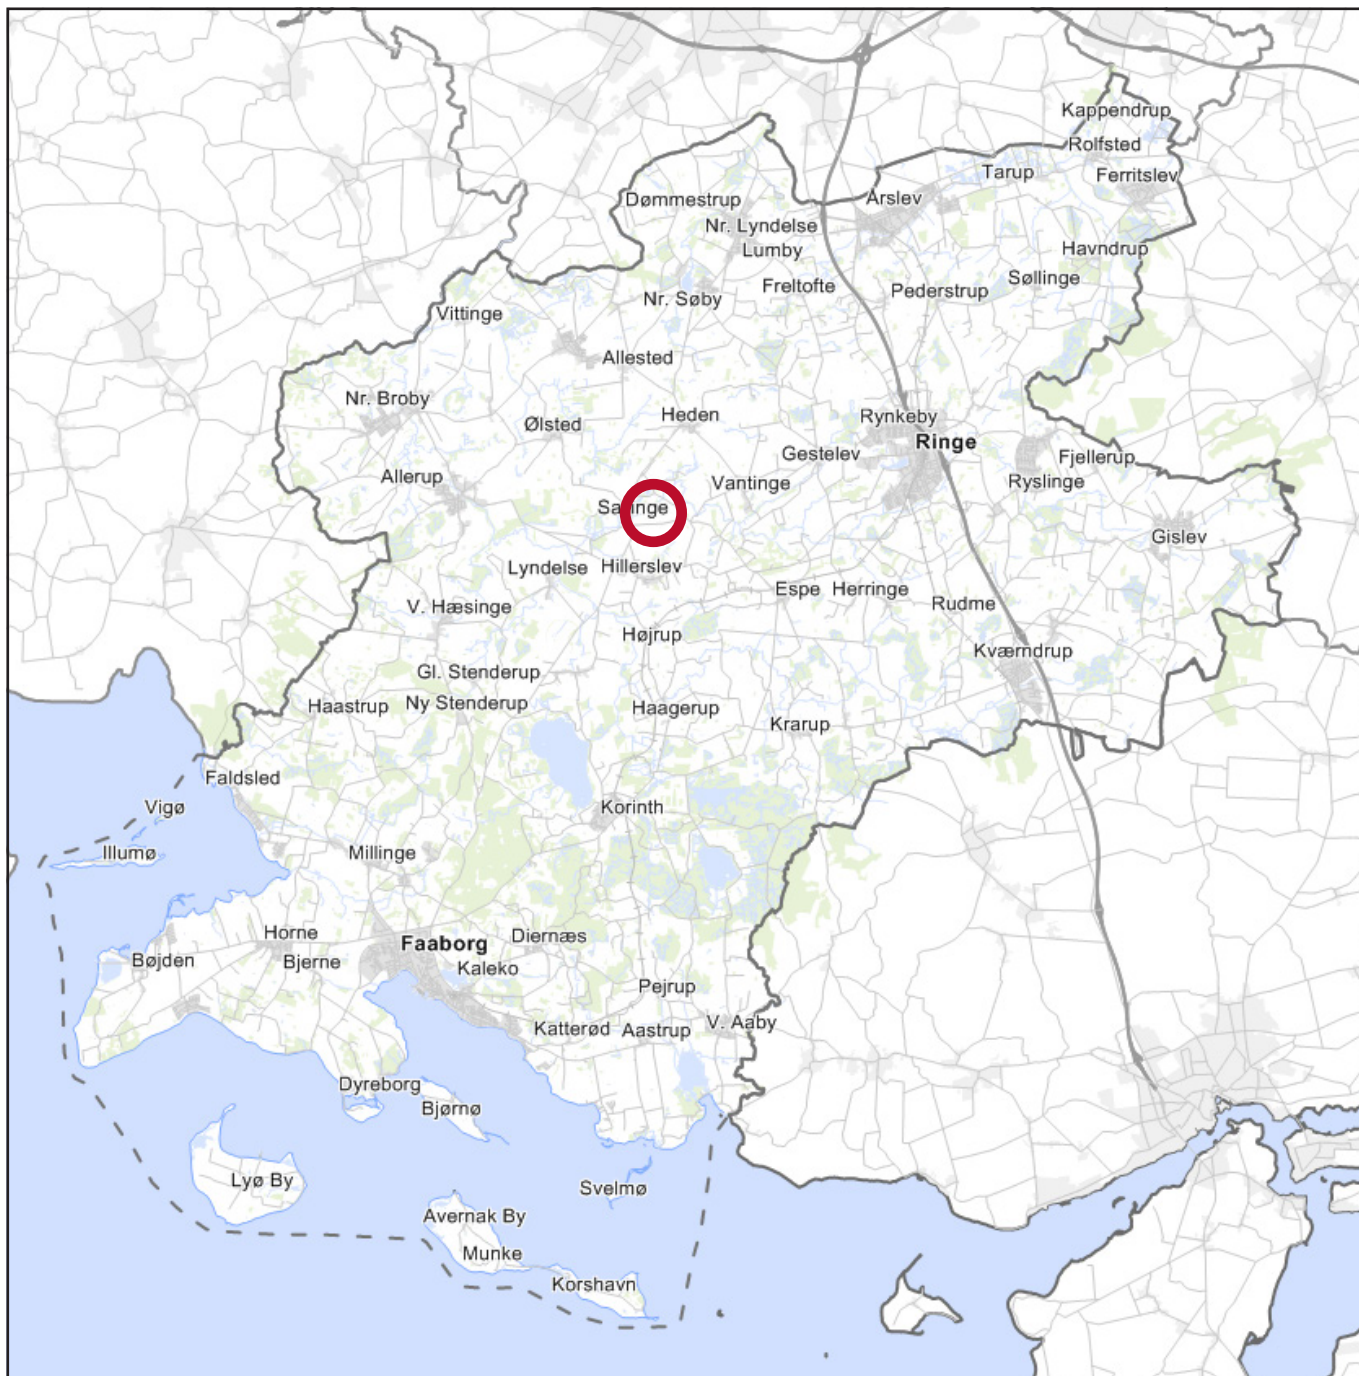 Kappendrup
Rolfsted
Tarup
Ferritslev
Dømmestrup
Årslev
Nr. Lyndelse
Lumby
Havndrup
Søllinge
Freltofte
Pederstrup
Nr. Søby
Vittinge
Allested
Nr. Broby
Ølsted
Heden
Rynkeby
Ringe
Gestelev
Fjellerup
Allerup
Vantinge
Ryslinge
Gislev
Lyndelse
Hillerslev
Espe
Herringe
Rudme
V. Hæsinge
Højrup
Kværndrup
Gl. Stenderup
Haastrup
Ny Stenderup
Haagerup
Krarup
Faldsled
Vigø
Korinth
Illumø
Millinge
Horne
Faaborg
Diernæs
Bøjden
Bjerne
Kaleko
Pejrup
Katterød
Aastrup
V. Aaby
Dyreborg
Bjørnø
Lyø By
Svelmø
Avernak By
Munke
Korshavn